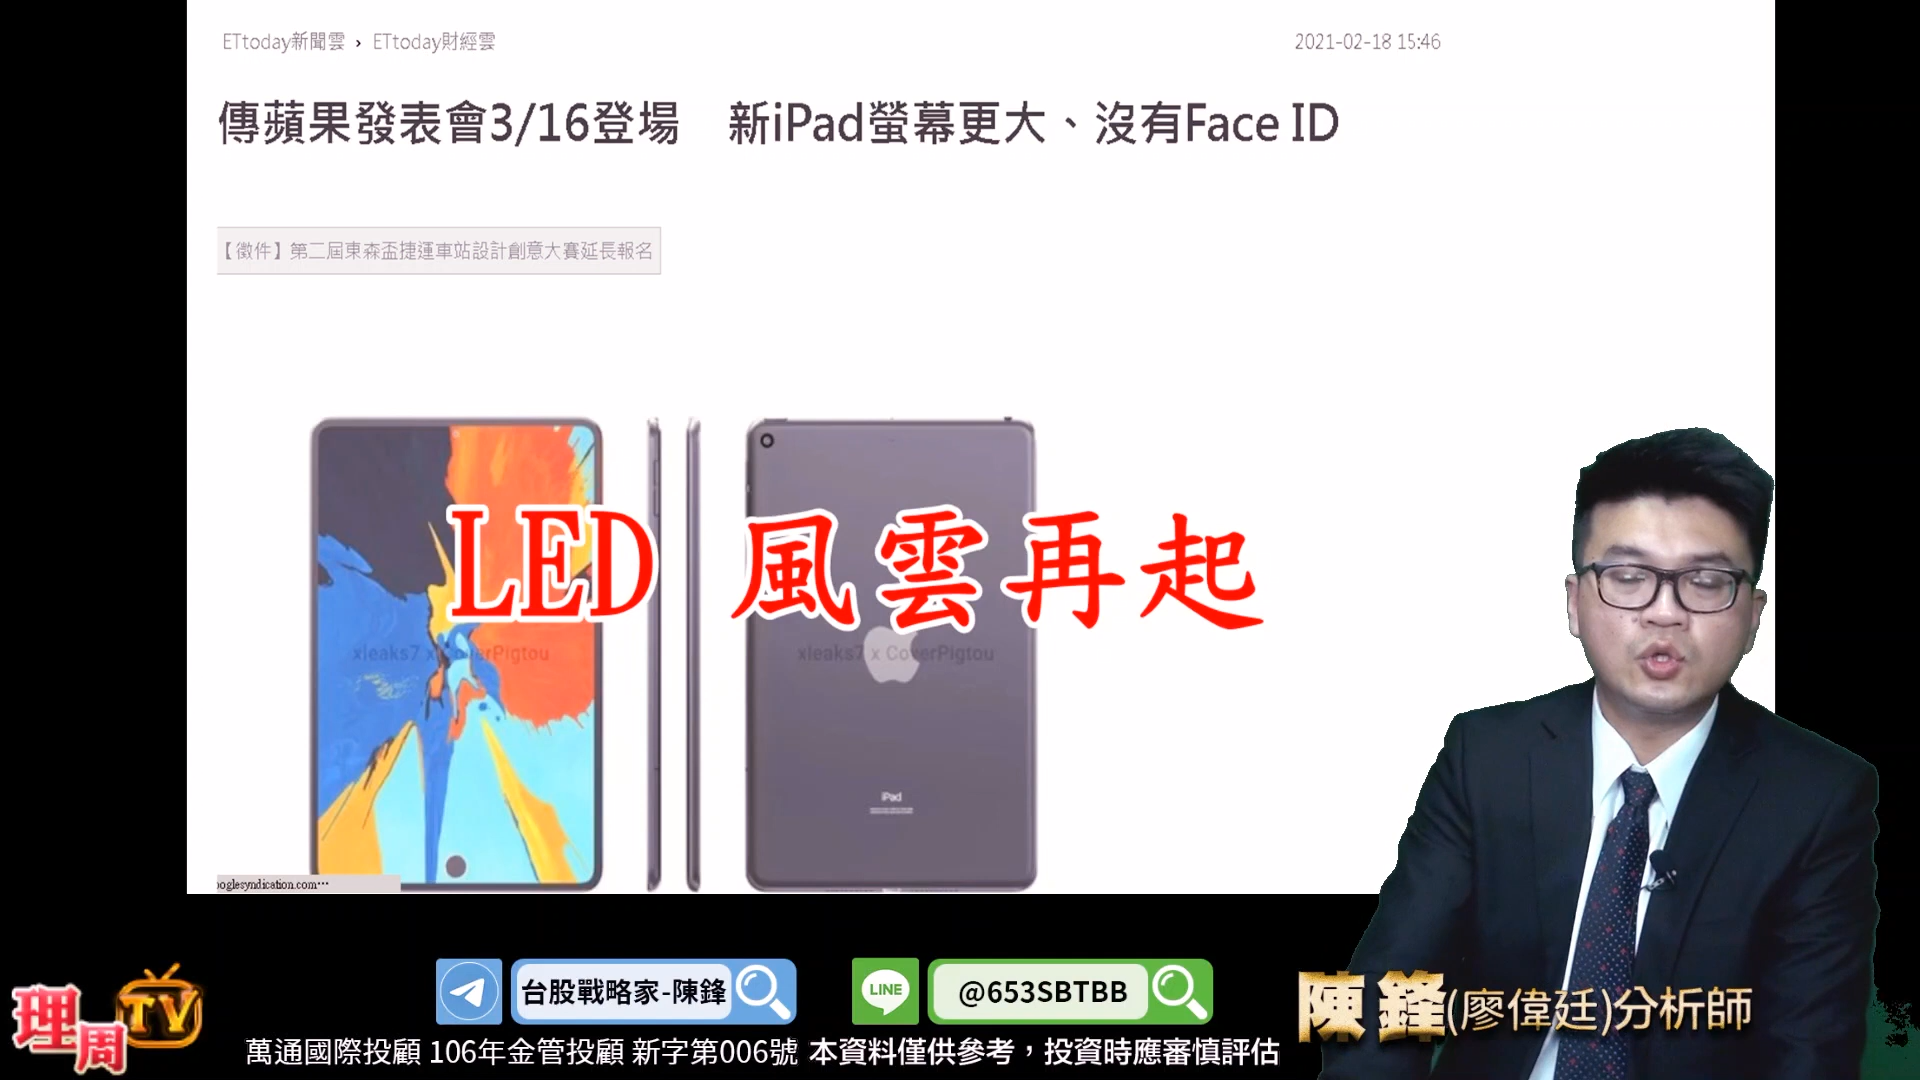 ETtoday新聞雲 › ETtoday財經雲
2021-02-18 15:46
傳蘋果發表會3/16登場 新iPad螢幕更大、沒有Face ID
【徵件】第二屆東森盃捷運車站設計創意大賽延長報名
LED 風雲再起
xleaks7 x CoverPigtou
xleaks7 x CoverPigtou
iPad
oglesyndication.com…
理周TV
台股戰略家-陳鋒
LINE
@653SBTBB
陳鋒(廖偉廷)分析師
萬通國際投顧 106年金管投顧 新字第006號 本資料僅供參考，投資時應審慎評估